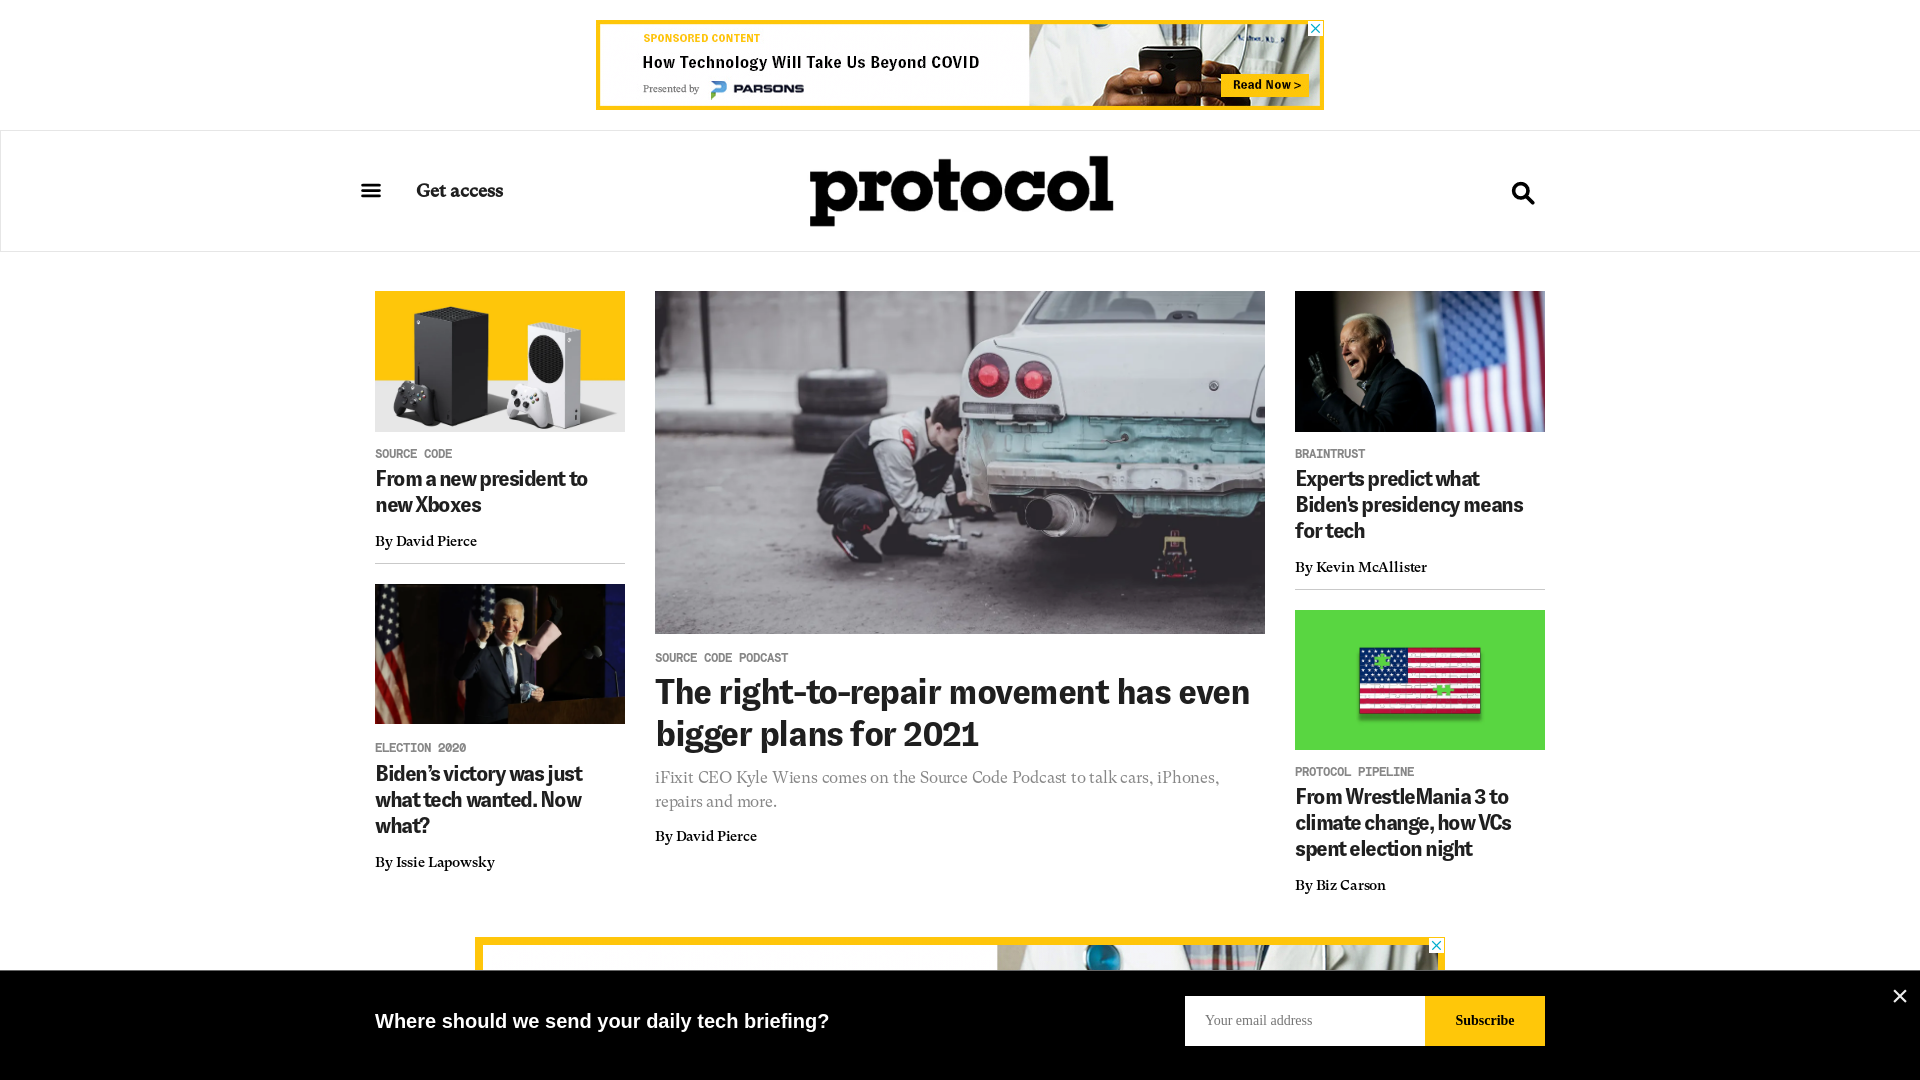 SPONSORED CONTENT
How Technology Will Take Us Beyond COVID
Presented by PARSONS
Read Now >
Get access
protocol
SOURCE CODE
From a new president to
new Xboxes
By David Pierce
ELECTION 2020
Biden’s victory was just
what tech wanted. Now
what?
By Issie Lapowsky
SOURCE CODE PODCAST
The right-to-repair movement has even
bigger plans for 2021
iFixit CEO Kyle Wiens comes on the Source Code Podcast to talk cars, iPhones,
repairs and more.
By David Pierce
BRAINTRUST
Experts predict what
Biden's presidency means
for tech
By Kevin McAllister
PROTOCOL PIPELINE
From WrestleMania 3 to
climate change, how VCs
spent election night
By Biz Carson
Where should we send your daily tech briefing?
Your email address
Subscribe